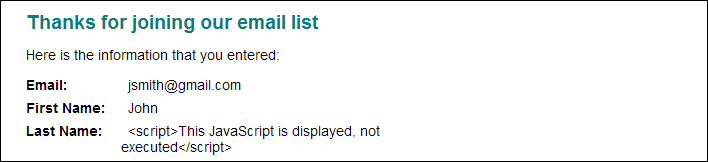 Thanks for joining our email list
Here is the information that you entered:
Email: jsmith@gmail.com
First Name: John
Last Name: <script>This JavaScript is displayed, not
executed</script>